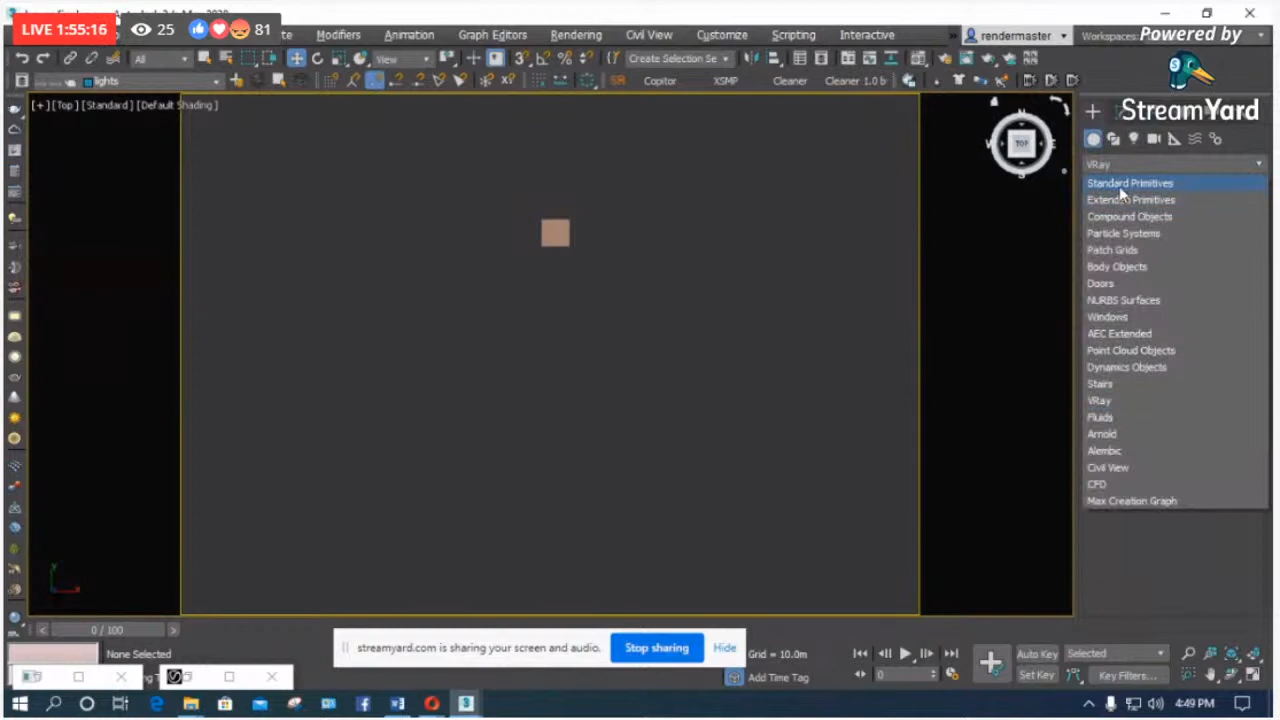 LIVE 1:55:16
25
81
Modifiers
Animation
Graph Editors
Rendering
Civil View
Customize
Scripting
Interactive
rendermaster
Workspaces:
Powered by
StreamYard
All
View
Create Selection Se
lights
Copitor
XSMP
Cleaner
Cleaner 1.0 b
[+] [Top] [Standard] [Default Shading]
N
TOP
E
S
VRay
Standard Primitives
Extended Primitives
Compound Objects
Particle Systems
Patch Grids
Body Objects
Doors
NURBS Surfaces
Windows
AEC Extended
Point Cloud Objects
Dynamics Objects
Stairs
VRay
Fluids
Arnold
Alembic
Civil View
CFD
Max Creation Graph
0 / 100
None Selected
streamyard.com is sharing your screen and audio.
Stop sharing
Hide
Grid = 10.0m
Add Time Tag
0
Auto Key
Selected
Set Key
Key Filters...
4:49 PM